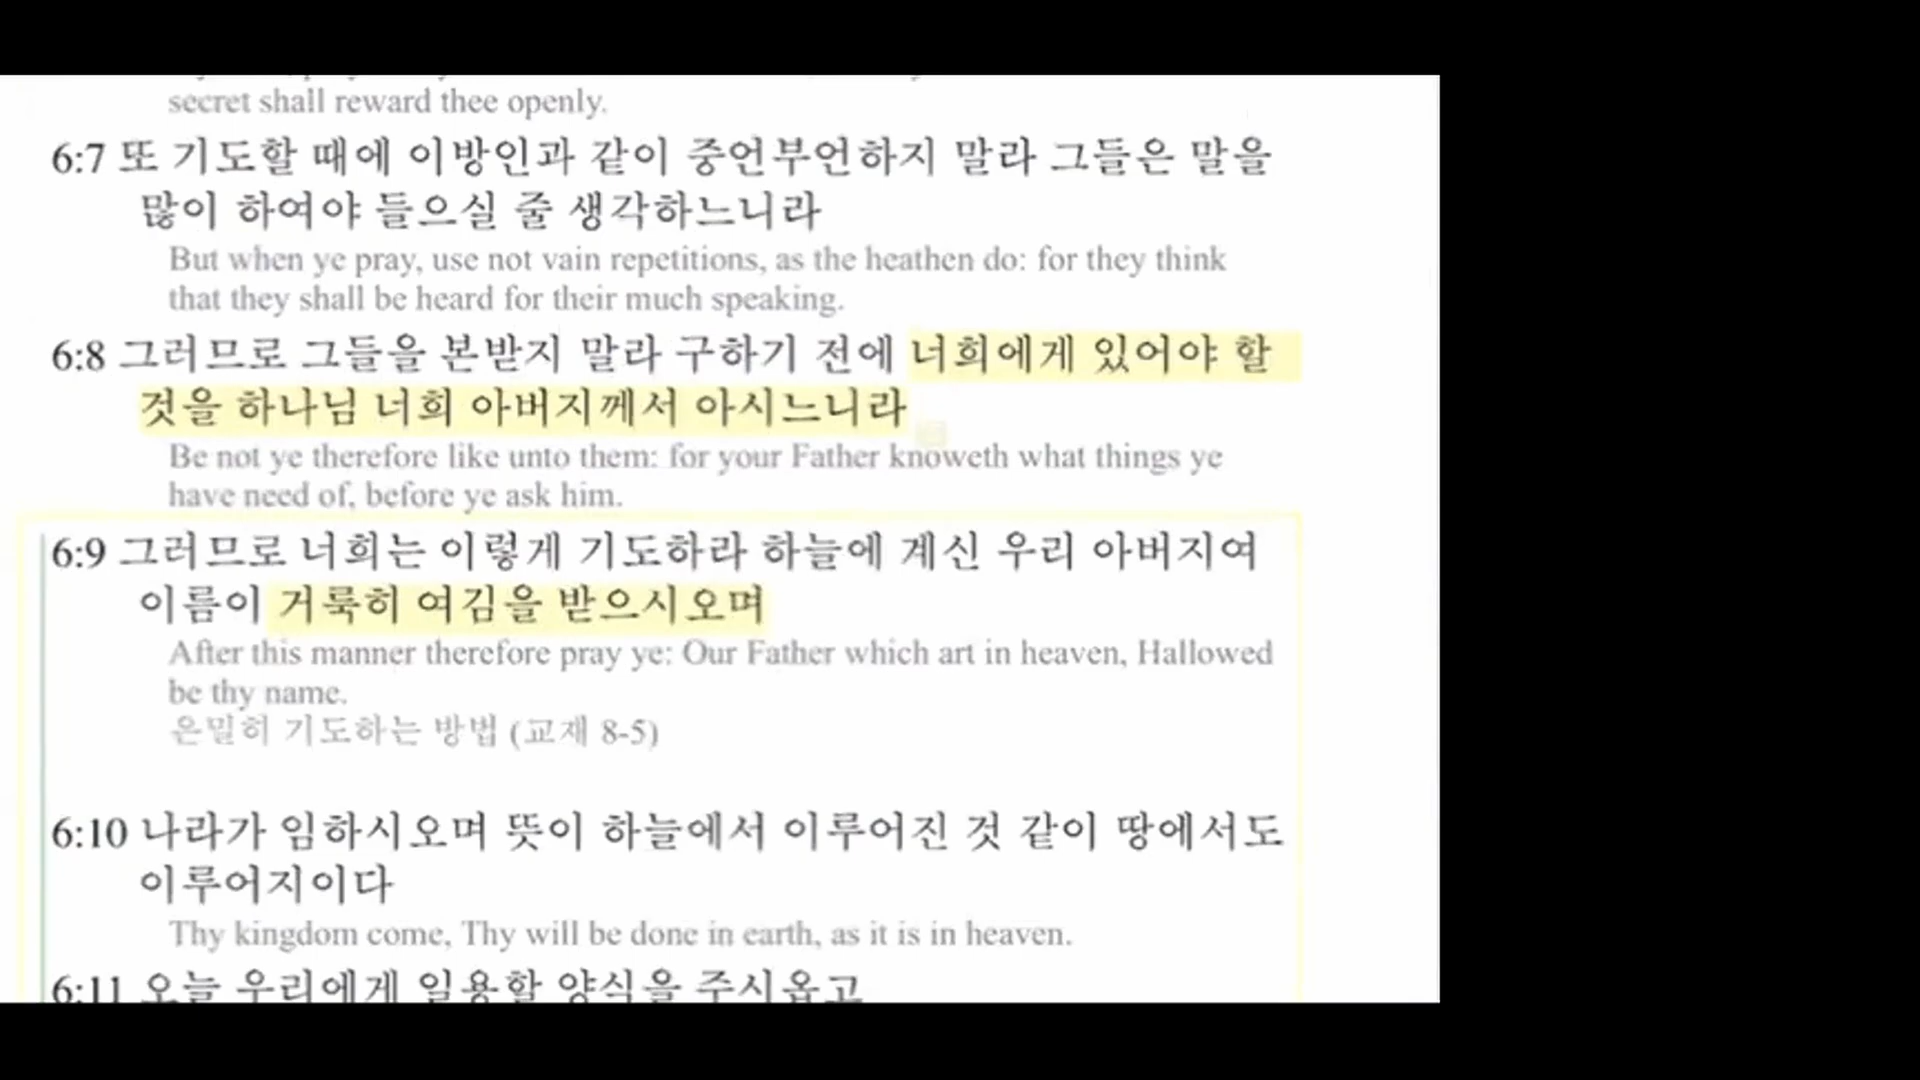 secret shall reward thee openly.
6:7 또 기도할 때에 이방인과 같이 중언부언하지 말라 그들은 말을
많이 하여야 들으실 줄 생각하느니라
But when ye pray, use not vain repetitions, as the heathen do: for they think
that they shall be heard for their much speaking.
6:8 그러므로 그들을 본받지 말라 구하기 전에 너희에게 있어야 할
것을 하나님 너희 아버지께서 아시느니라
Be not ye therefore like unto them: for your Father knoweth what things ye
have need of, before ye ask him.
6:9 그러므로 너희는 이렇게 기도하라 하늘에 계신 우리 아버지여
이름이 거룩히 여김을 받으시오며
After this manner therefore pray ye: Our Father which art in heaven, Hallowed
be thy name.
은밀히 기도하는 방법 (교재 8-5)
6:10 나라가 임하시오며 뜻이 하늘에서 이루어진 것 같이 땅에서도
이루어지이다
Thy kingdom come, Thy will be done in earth, as it is in heaven.
6:11 오늘 우리에게 일용할 양식을 주시옵고